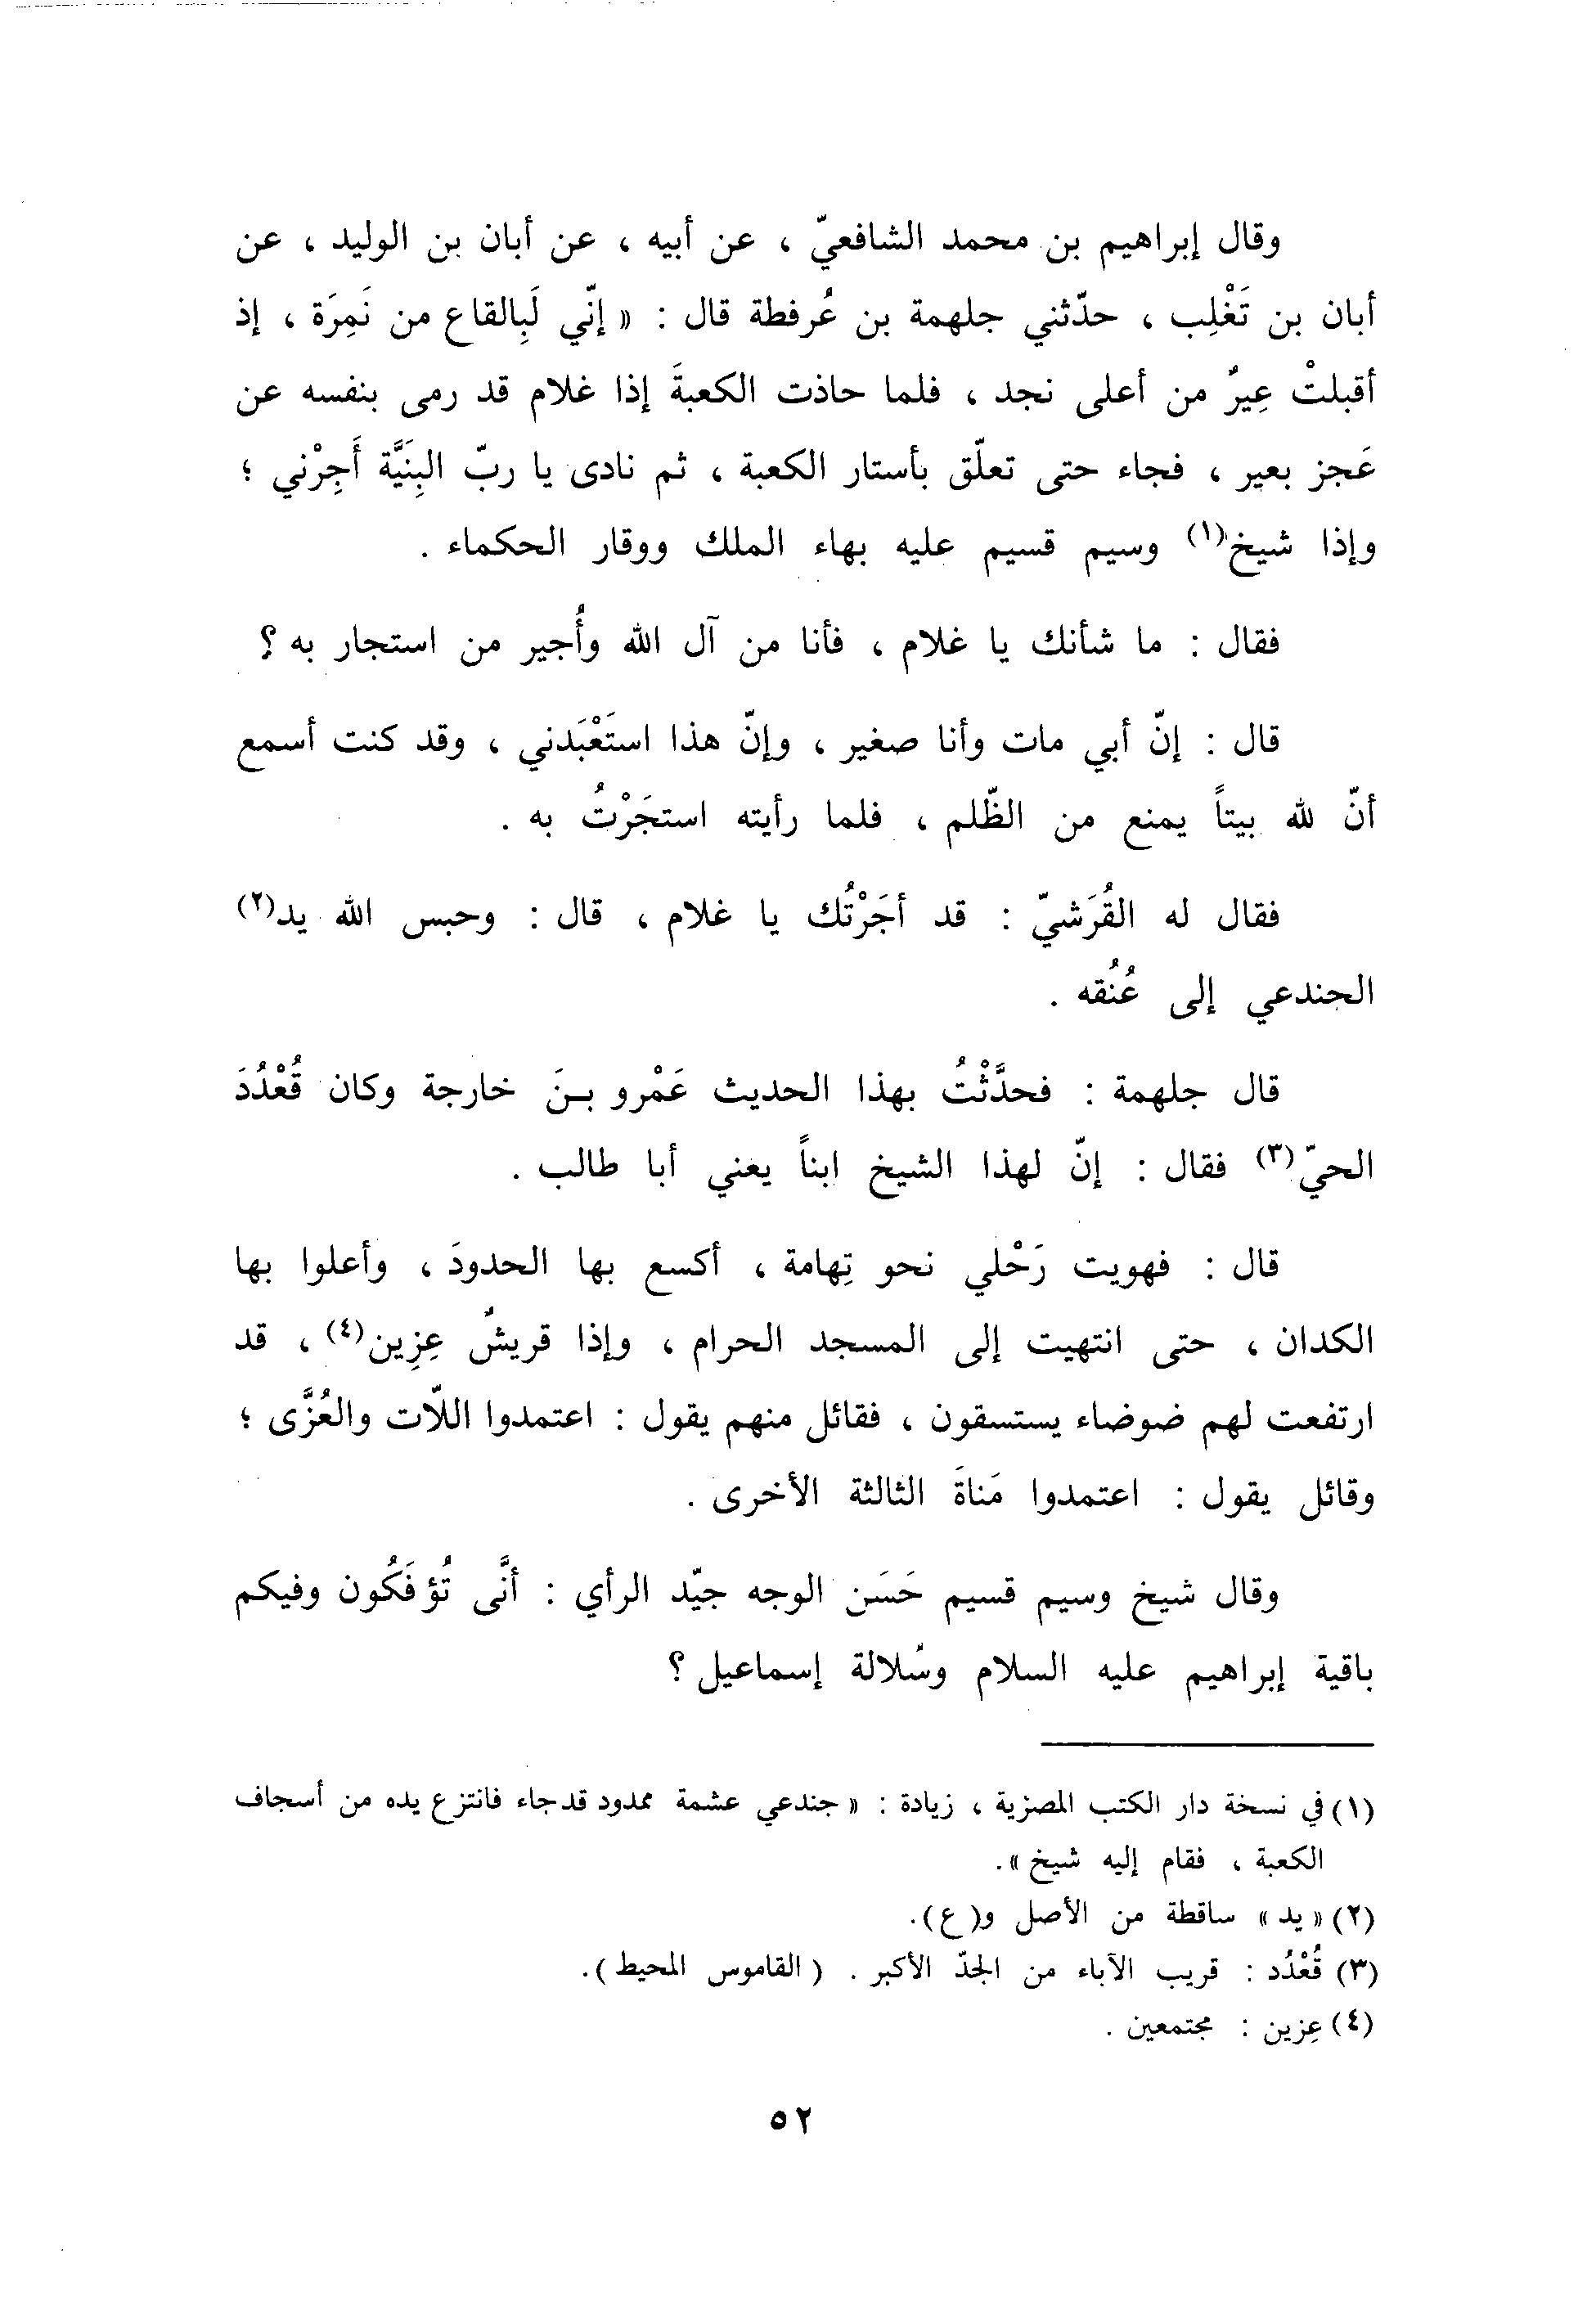 وقال إبراهيم بن محمد الشافعيّ ، عن أبيه ، عن أبان بن الوليد ، عن
أبان بن تَغْلِب ، حدّثني جلهمة بن عُرفطة قال : « إنّي لَبِالقاع من نَمِرَة ، إذ
أقبلتْ عِيرٌ من أعلى نجد ، فلما حاذت الكعبةَ إذا غلام قد رمى بنفسه عن
عَجز بعير ، فجاء حتى تعلّق بأستار الكعبة ، ثم نادى يا ربّ البِنَيَّة أَجِرْني ؛
وإذا شيخ(١) وسيم قسيم عليه بهاء الملك ووقار الحكماء .
فقال : ما شأنك يا غلام ، فأنا من آل الله وأُجير من استجار به ؟
قال : إنّ أبي مات وأنا صغير ، وإنّ هذا استَعْبَدني ، وقد كنت أسمع
أنّ لله بيتاً يمنع من الظّلم ، فلما رأيته استجَرْتُ به .
فقال له القُرَشيّ : قد أجَرْتُك يا غلام ، قال : وحبس الله يد(٢)
الجندعي إلى عُنُقه .
قال جلهمة : فحدَّثْتُ بهذا الحديث عَمْرو بـنَ خارجة وكان قُعْدُدَ
الحيّ(٣) فقال : إنّ لهذا الشيخ ابناً يعني أبا طالب .
قال : فهويت رَحْلي نحو تِهامة ، أكسع بها الحدودَ ، وأعلوا بها
الكدان ، حتى انتهيت إلى المسجد الحرام ، وإذا قريشٌ عِزِين(٤) ، قد
ارتفعت لهم ضوضاء يستسقون ، فقائل منهم يقول : اعتمدوا اللّات والعُزَّى ؛
وقائل يقول : اعتمدوا مَناةَ الثالثة الأخرى .
وقال شيخ وسيم قسيم حَسَن الوجه جيّد الرأي : أنَّى تُؤفَكُون وفيكم
باقية إبراهيم عليه السلام وسُلالة إسماعيل ؟
(١) في نسخة دار الكتب المصرية ، زيادة : « جندعي عشمة ممدود قد جاء فانتزع يده من أسجاف
الكعبة ، فقام إليه شيخ ».
(٢) « يد » ساقطة من الأصل و(ع).
(٣) قُعْدُد : قريب الآباء من الجدّ الأكبر . (القاموس المحيط).
(٤) عِزين : مجتمعين .
٥٢